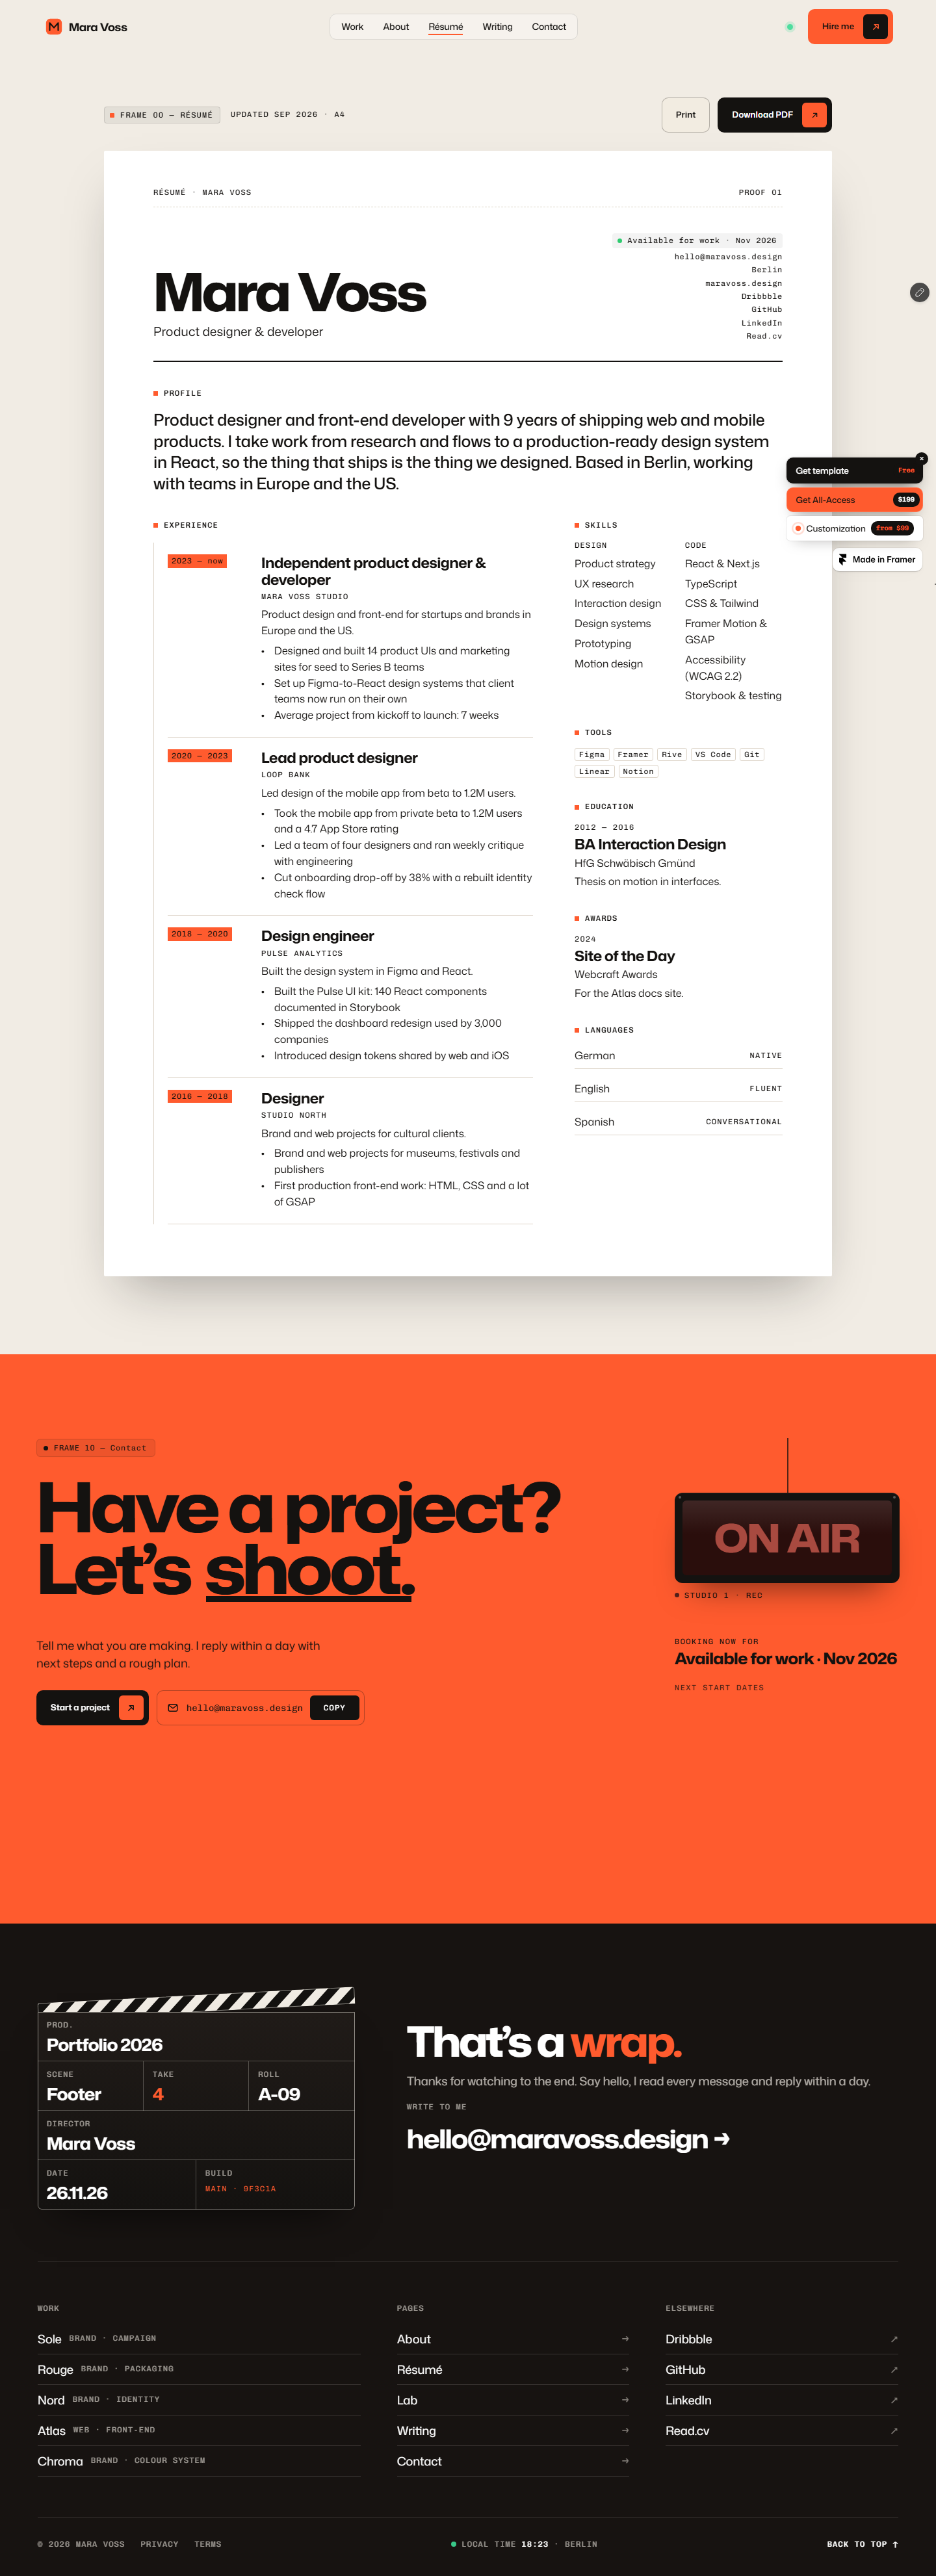 Mara Voss
Work About Résumé Writing Contact
Hire me
FRAME 00 — RÉSUMÉ UPDATED SEP 2026 · A4
Print
Download PDF
RÉSUMÉ · MARA VOSS
PROOF 01
Available for work · Nov 2026
hello@maravoss.design
Berlin
maravoss.design
Dribbble
GitHub
LinkedIn
Read.cv
Mara Voss
Product designer & developer
PROFILE
Product designer and front-end developer with 9 years of shipping web and mobile
products. I take work from research and flows to a production-ready design system
in React, so the thing that ships is the thing we designed. Based in Berlin, working
with teams in Europe and the US.
Get template Free
Get All-Access $199
Customization from $99
Made in Framer
EXPERIENCE
2023 — now
Independent product designer &
developer
MARA VOSS STUDIO
Product design and front-end for startups and brands in
Europe and the US.
• Designed and built 14 product UIs and marketing
sites for seed to Series B teams
• Set up Figma-to-React design systems that client
teams now run on their own
• Average project from kickoff to launch: 7 weeks
2020 — 2023
Lead product designer
LOOP BANK
Led design of the mobile app from beta to 1.2M users.
• Took the mobile app from private beta to 1.2M users
and a 4.7 App Store rating
• Led a team of four designers and ran weekly critique
with engineering
• Cut onboarding drop-off by 38% with a rebuilt identity
check flow
2018 — 2020
Design engineer
PULSE ANALYTICS
Built the design system in Figma and React.
• Built the Pulse UI kit: 140 React components
documented in Storybook
• Shipped the dashboard redesign used by 3,000
companies
• Introduced design tokens shared by web and iOS
2016 — 2018
Designer
STUDIO NORTH
Brand and web projects for cultural clients.
• Brand and web projects for museums, festivals and
publishers
• First production front-end work: HTML, CSS and a lot
of GSAP
SKILLS
DESIGN
Product strategy
UX research
Interaction design
Design systems
Prototyping
Motion design
CODE
React & Next.js
TypeScript
CSS & Tailwind
Framer Motion &
GSAP
Accessibility
(WCAG 2.2)
Storybook & testing
TOOLS
Figma Framer Rive VS Code Git
Linear Notion
EDUCATION
2012 — 2016
BA Interaction Design
HfG Schwäbisch Gmünd
Thesis on motion in interfaces.
AWARDS
2024
Site of the Day
Webcraft Awards
For the Atlas docs site.
LANGUAGES
German NATIVE
English FLUENT
Spanish CONVERSATIONAL
FRAME 10 — Contact
Have a project?
Let's shoot.
Tell me what you are making. I reply within a day with
next steps and a rough plan.
Start a project
hello@maravoss.design COPY
ON AIR
STUDIO 1 · REC
BOOKING NOW FOR
Available for work · Nov 2026
NEXT START DATES
PROD.
Portfolio 2026
SCENE TAKE ROLL
Footer 4 A-09
DIRECTOR
Mara Voss
DATE BUILD
26.11.26 MAIN · 9F3C1A
That's a wrap.
Thanks for watching to the end. Say hello, I read every message and reply within a day.
WRITE TO ME
hello@maravoss.design →
WORK
Sole BRAND · CAMPAIGN
Rouge BRAND · PACKAGING
Nord BRAND · IDENTITY
Atlas WEB · FRONT-END
Chroma BRAND · COLOUR SYSTEM
PAGES
About →
Résumé →
Lab →
Writing →
Contact →
ELSEWHERE
Dribbble ↗
GitHub ↗
LinkedIn ↗
Read.cv ↗
© 2026 MARA VOSS PRIVACY TERMS
LOCAL TIME 18:23 · BERLIN
BACK TO TOP ↑